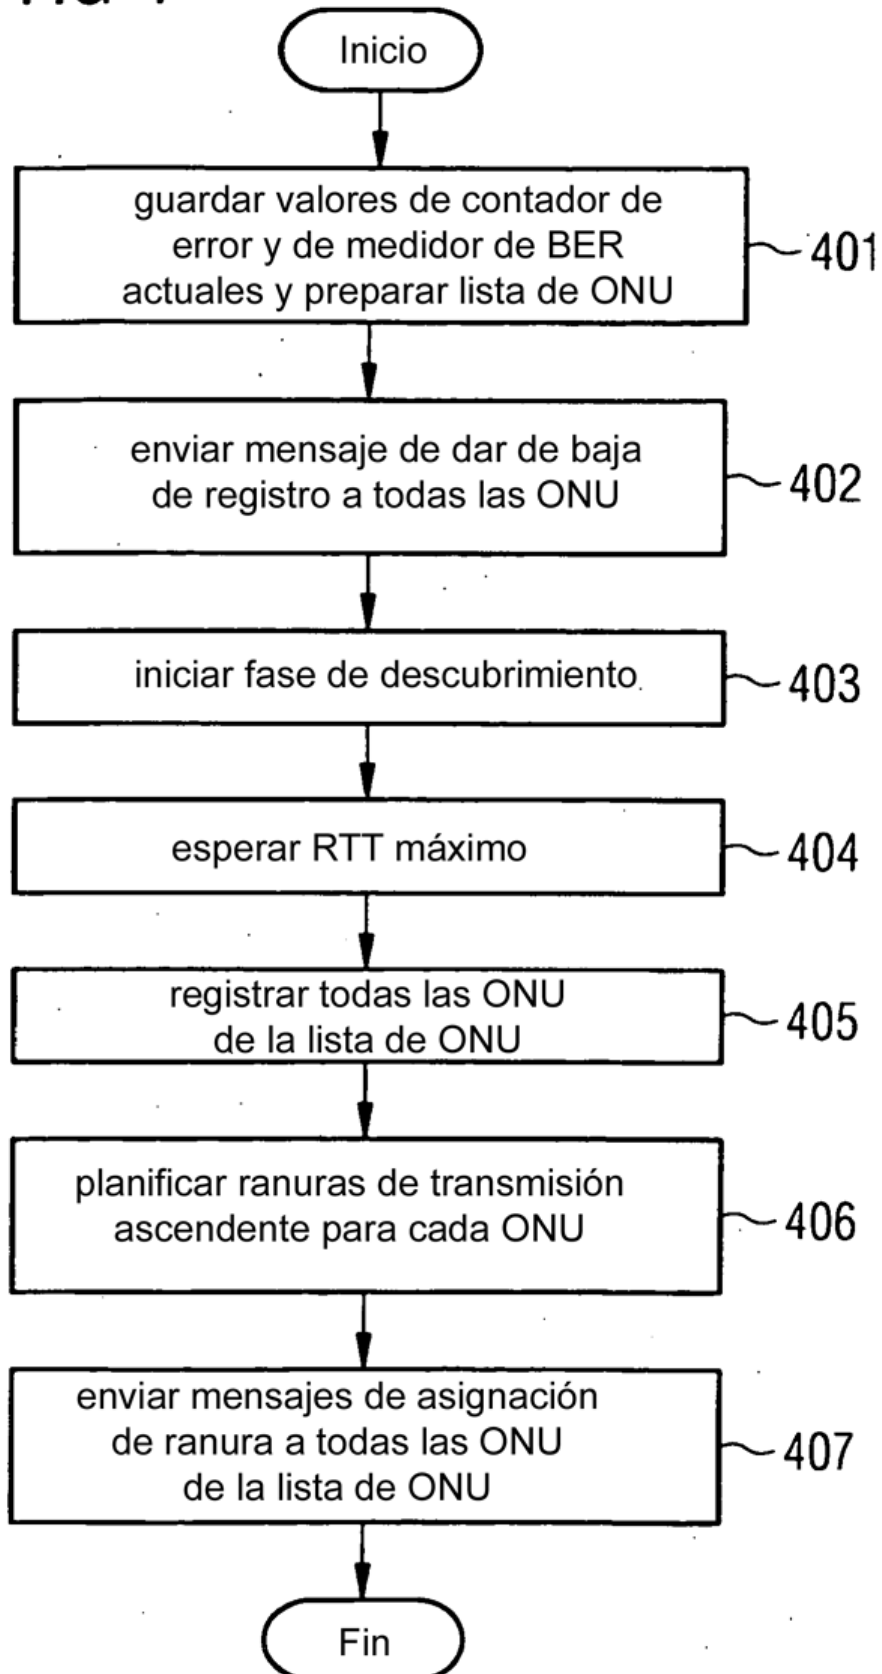 Inicio
guardar valores de contador de
error y de medidor de BER
actuales y preparar lista de ONU
401
enviar mensaje de dar de baja
de registro a todas las ONU
402
iniciar fase de descubrimiento
403
esperar RTT máximo
404
registrar todas las ONU
de la lista de ONU
405
planificar ranuras de transmisión
ascendente para cada ONU
406
enviar mensajes de asignación
de ranura a todas las ONU
de la lista de ONU
407
Fin